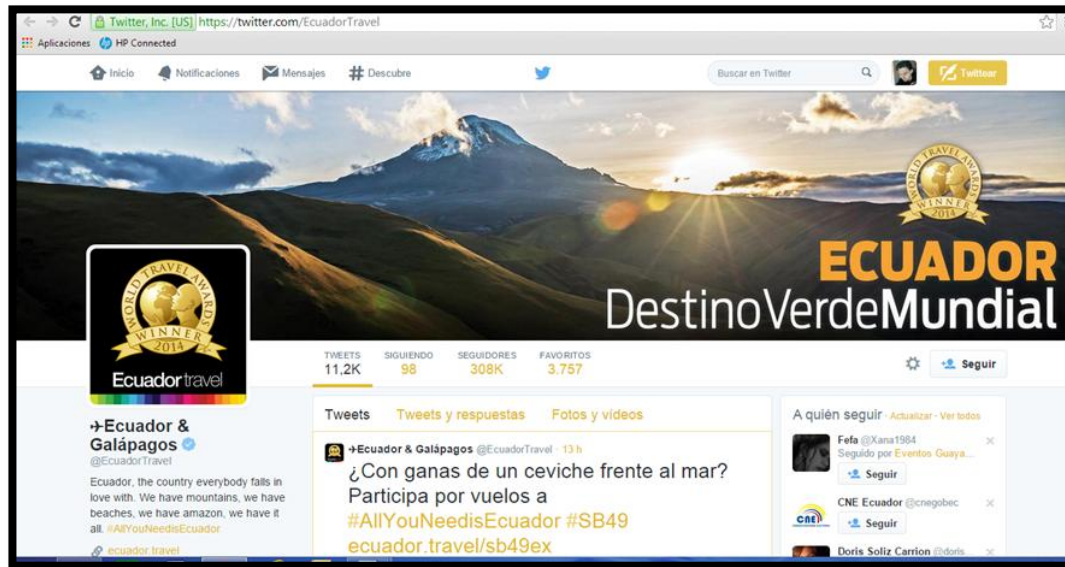 Twitter, Inc. [US] https://twitter.com/EcuadorTravel
Aplicaciones HP Connected
Inicio Notificaciones Mensajes Descubre Buscar en Twitter Twittear
WORLD TRAVEL AWARDS
WINNER
2014
ECUADOR
DestinoVerdeMundial
WORLD TRAVEL AWARDS
WINNER
2014
Ecuadortravel
TWEETS SIGUIENDO SEGUIDORES FAVORITOS
11,2K 98 308K 3.757
Seguir
✈Ecuador &
Galápagos
@EcuadorTravel
Ecuador, the country everybody falls in
love with. We have mountains, we have
beaches, we have amazon, we have it
all. #AllYouNeedisEcuador
ecuador.travel
Tweets Tweets y respuestas Fotos y vídeos
✈Ecuador & Galápagos @EcuadorTravel · 13 h
¿Con ganas de un ceviche frente al mar?
Participa por vuelos a
#AllYouNeedisEcuador #SB49
ecuador.travel/sb49ex
A quién seguir · Actualizar · Ver todos
Fefa @Xana1984
Seguido por Eventos Guaya...
Seguir
CNE Ecuador @cnegobec
CNE
Seguir
Doris Soliz Carrion @doris...